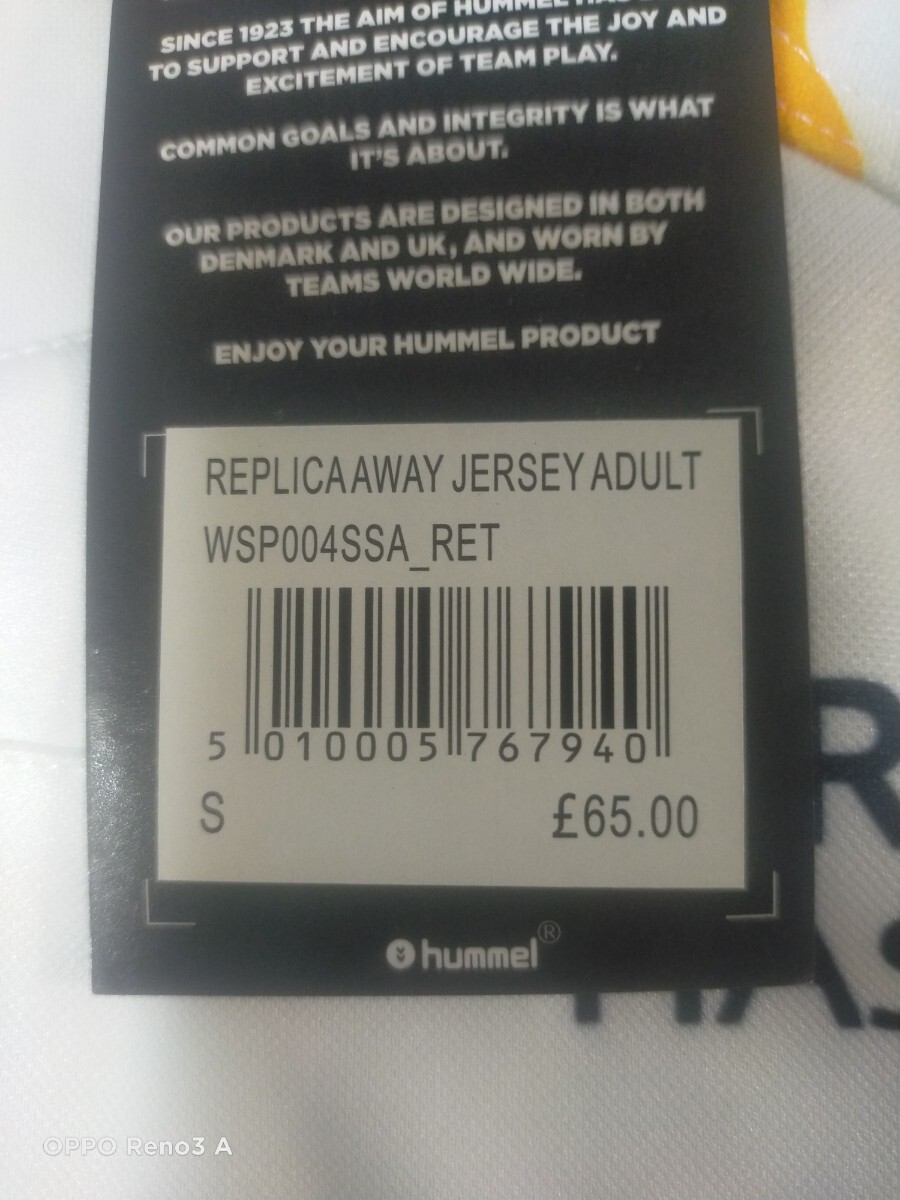 SINCE 1923 THE AIM OF HUMMEL HAS
TO SUPPORT AND ENCOURAGE THE JOY AND
EXCITEMENT OF TEAM PLAY.
COMMON GOALS AND INTEGRITY IS WHAT
IT'S ABOUT.
OUR PRODUCTS ARE DESIGNED IN BOTH
DENMARK AND UK, AND WORN BY
TEAMS WORLD WIDE.
ENJOY YOUR HUMMEL PRODUCT
REPLICA AWAY JERSEY ADULT
WSP004SSA_RET
5 010005 767940
S £65.00
hummel®
OPPO Reno3 A